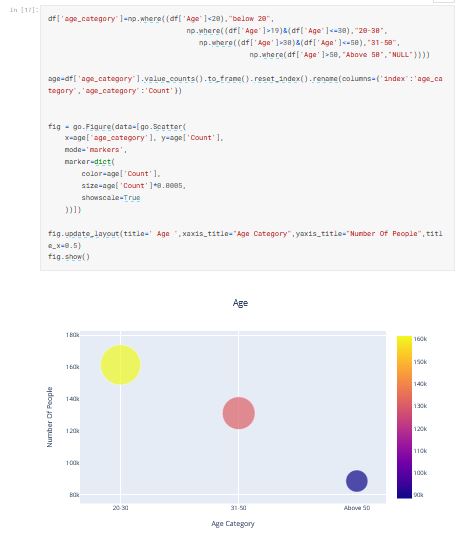 In [17]:
df['age_category']=np.where((df['Age']<20),"below 20",
np.where((df['Age']>19)&(df['Age']<=30),"20-30",
np.where((df['Age']>30)&(df['Age']<=50),"31-50",
np.where(df['Age']>50,"Above 50","NULL"))))
age=df['age_category'].value_counts().to_frame().reset_index().rename(columns={'index':'age_ca
tegory','age_category':'Count'})
fig = go.Figure(data=[go.Scatter(
x=age['age_category'], y=age['Count'],
mode='markers',
marker=dict(
color=age['Count'],
size=age['Count']*0.0005,
showscale=True
))])
fig.update_layout(title=' Age ',xaxis_title="Age Category",yaxis_title="Number Of People",titl
e_x=0.5)
fig.show()
Age
Number Of People
180k
160k
140k
120k
100k
80k
20-30
31-50
Above 50
Age Category
160k
150k
140k
130k
120k
110k
100k
90k